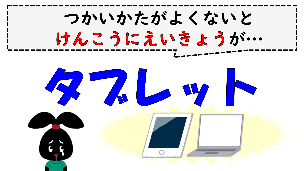 つかいかたがよくないと
けんこうにえいきょうが…
タブレット